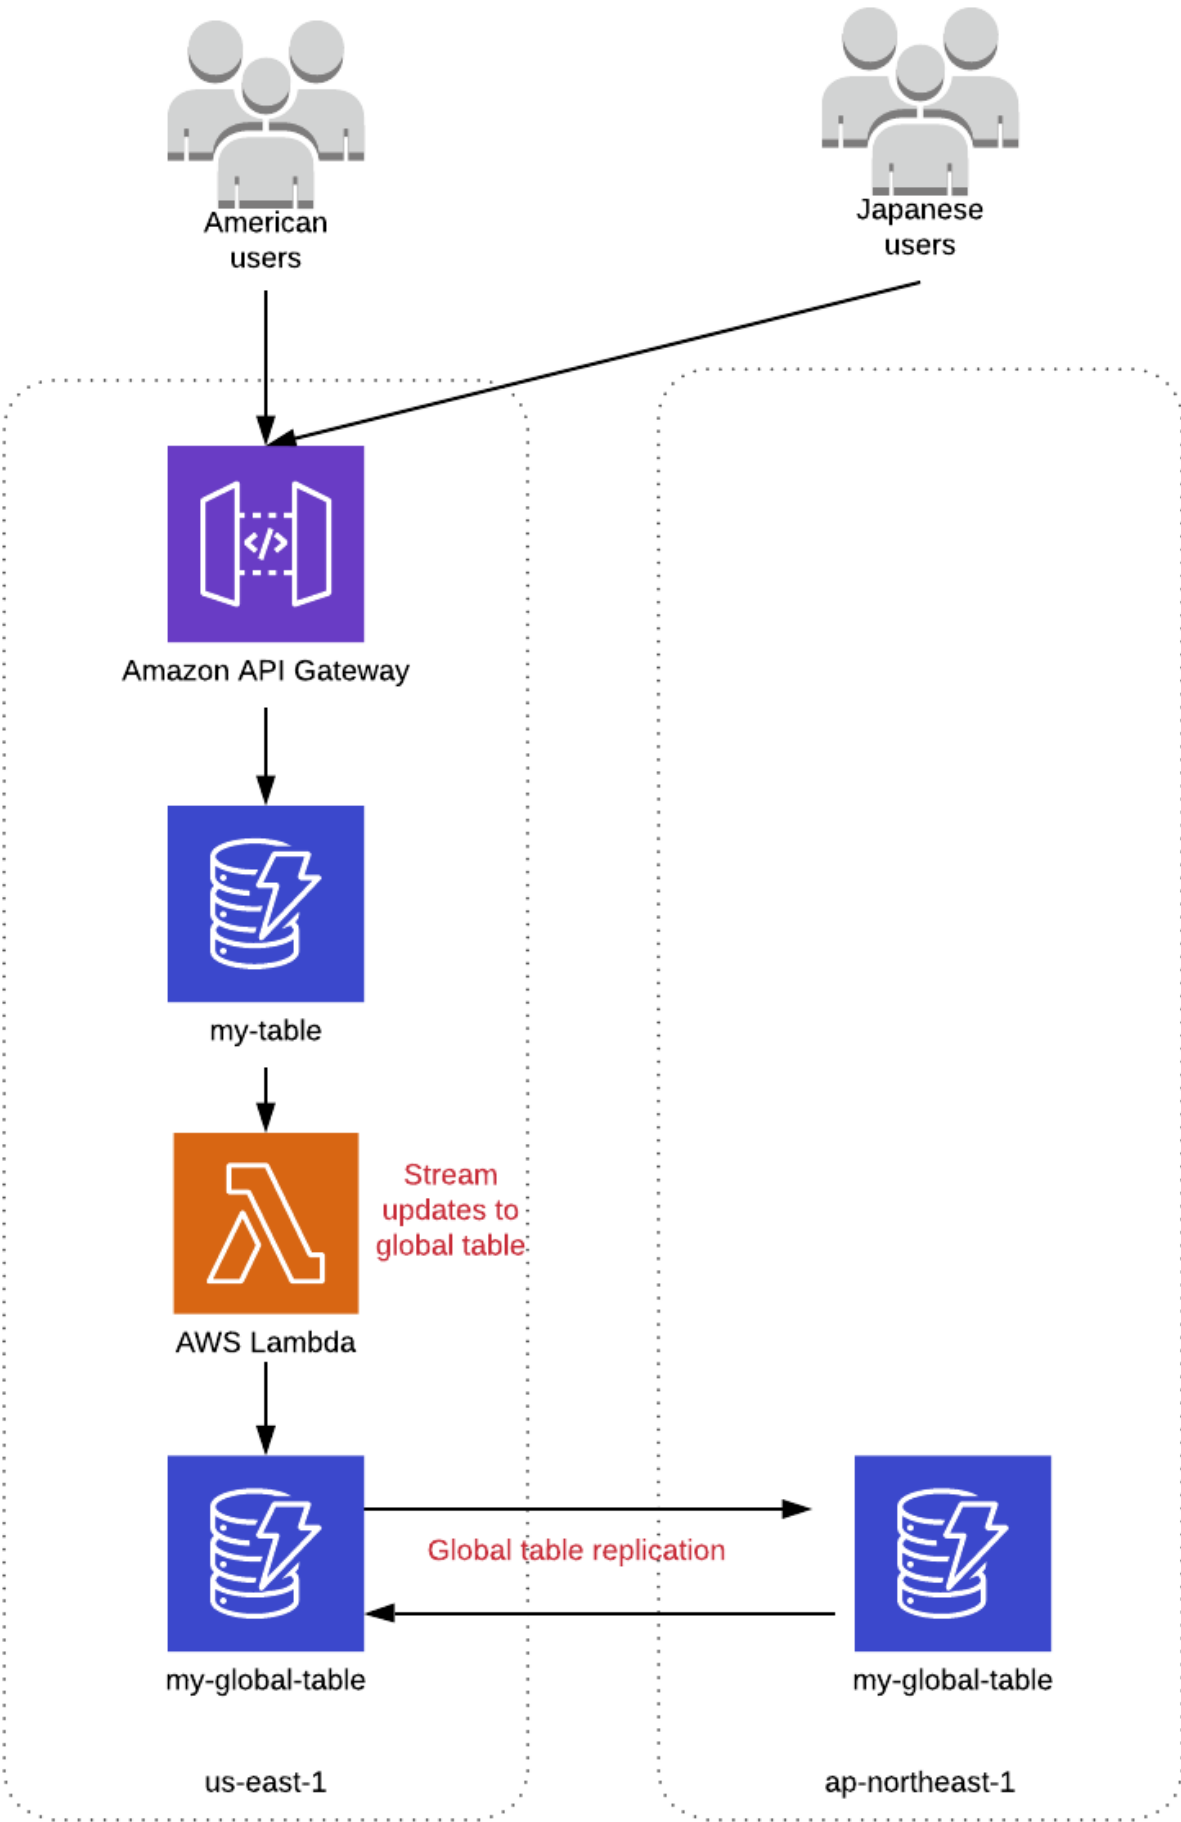 American
users
Japanese
users
</>
Amazon API Gateway
my-table
Stream
updates to
global table
AWS Lambda
Global table replication
my-global-table
my-global-table
us-east-1
ap-northeast-1